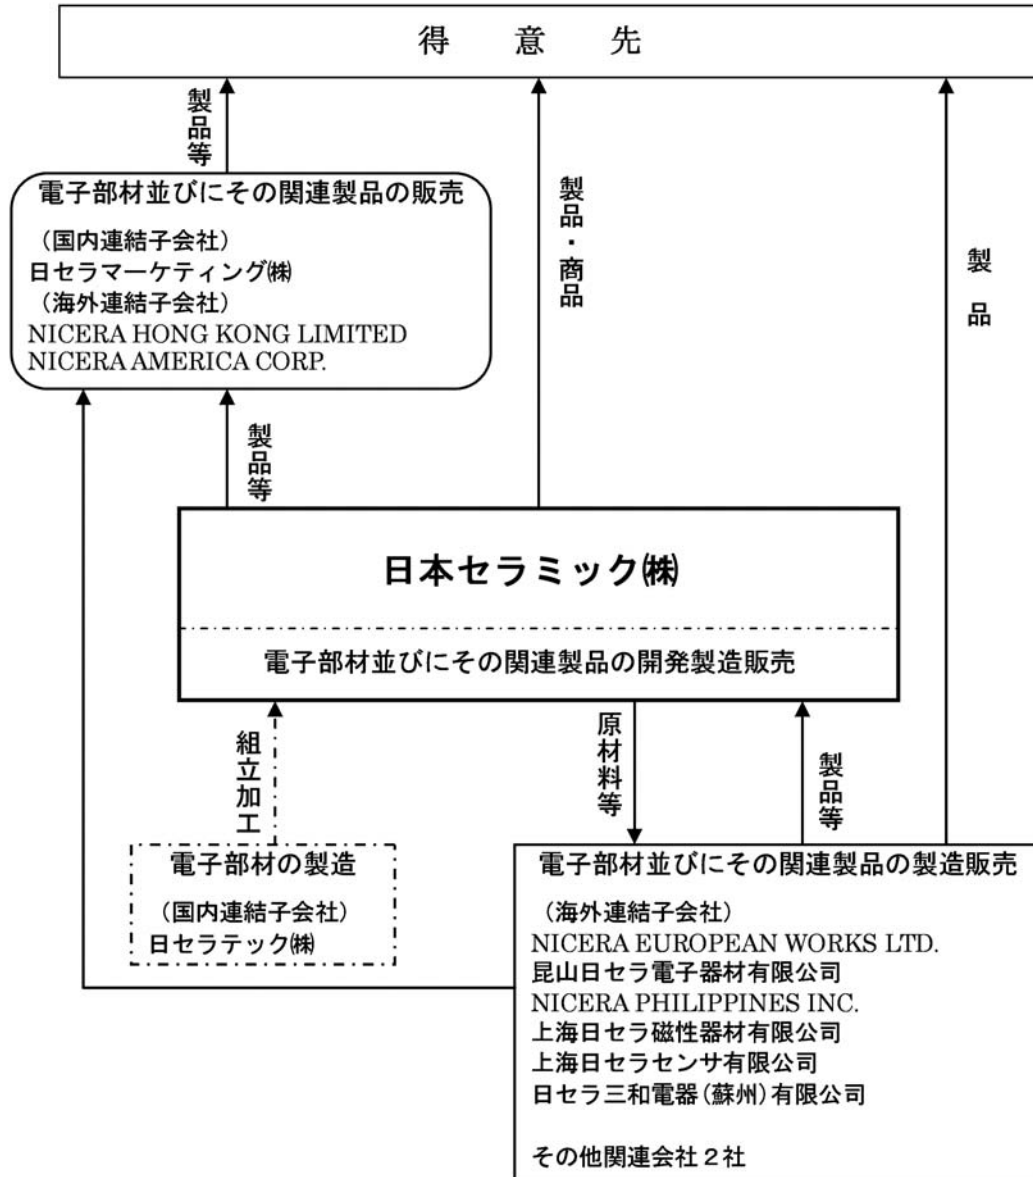 得意先
製品等
電子部材並びにその関連製品の販売
（国内連結子会社）
日セラマーケティング㈱
（海外連結子会社）
NICERA HONG KONG LIMITED
NICERA AMERICA CORP.
製品・商品
製品
製品等
日本セラミック㈱
電子部材並びにその関連製品の開発製造販売
組立加工
原材料等
製品等
電子部材の製造
（国内連結子会社）
日セラテック㈱
電子部材並びにその関連製品の製造販売
（海外連結子会社）
NICERA EUROPEAN WORKS LTD.
昆山日セラ電子器材有限公司
NICERA PHILIPPINES INC.
上海日セラ磁性器材有限公司
上海日セラセンサ有限公司
日セラ三和電器(蘇州)有限公司
その他関連会社２社